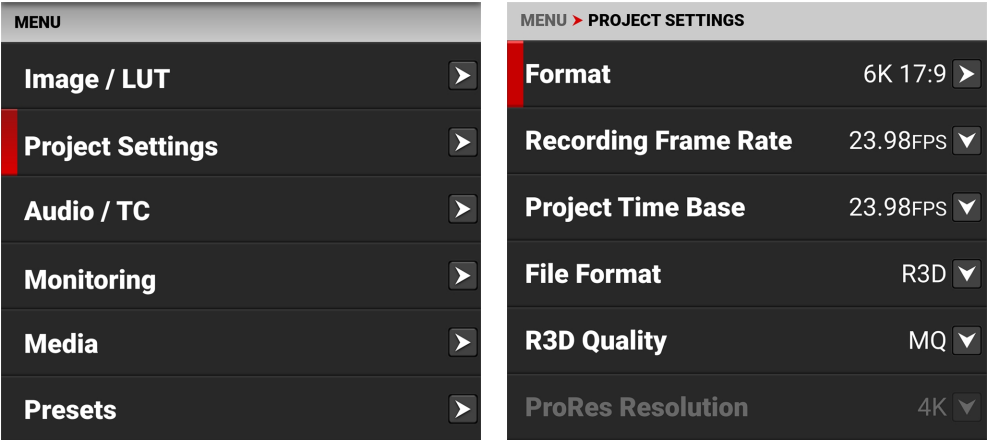 MENU
Image / LUT
Project Settings
Audio / TC
Monitoring
Media
Presets
MENU PROJECT SETTINGS
Format 6K 17:9
Recording Frame Rate 23.98FPS
Project Time Base 23.98FPS
File Format R3D
R3D Quality MQ
ProRes Resolution 4K